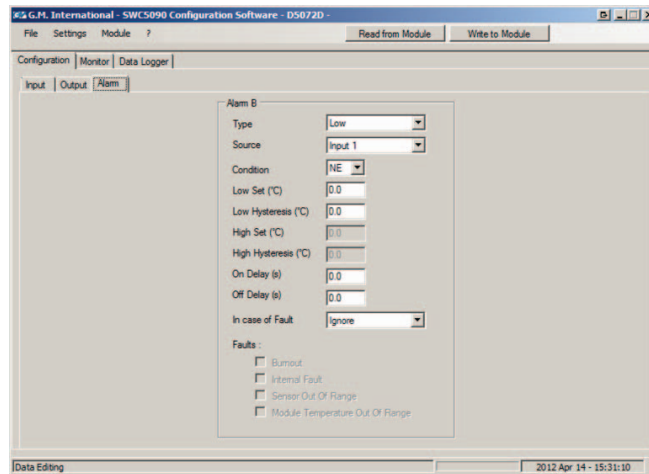 G.M. International - SWC5090 Configuration Software - D5072D -
File Settings Module ? Read from Module Write to Module
Configuration Monitor Data Logger
Input Output Alarm
Alarm B
Type Low
Source Input 1
Condition NE
Low Set (°C) 0.0
Low Hysteresis (°C) 0.0
High Set (°C) 0.0
High Hysteresis (°C) 0.0
On Delay (s) 0.0
Off Delay (s) 0.0
In case of Fault Ignore
Faults :
Burnout
Internal Fault
Sensor Out Of Range
Module Temperature Out Of Range
Data Editing 2012 Apr 14 - 15:31:10